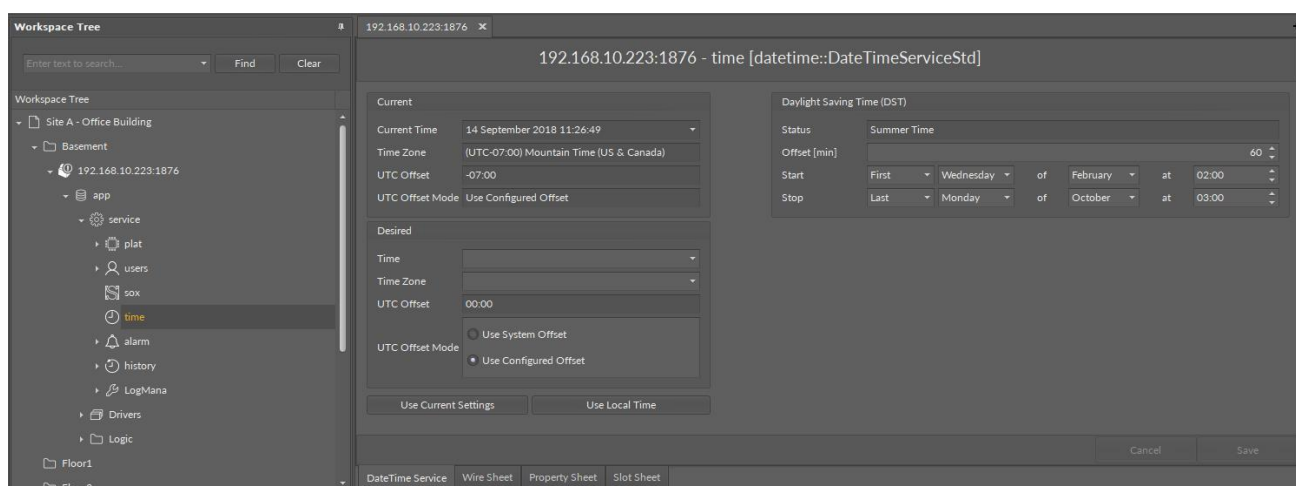 Workspace Tree
192.168.10.223:1876
Enter text to search...
Find
Clear
Workspace Tree
Site A - Office Building
Basement
192.168.10.223:1876
app
service
plat
users
sox
time
alarm
history
LogMana
Drivers
Logic
Floor1
192.168.10.223:1876 - time [datetime::DateTimeServiceStd]
Current
Current Time 14 September 2018 11:26:49
Time Zone (UTC-07:00) Mountain Time (US & Canada)
UTC Offset -07:00
UTC Offset Mode Use Configured Offset
Desired
Time
Time Zone
UTC Offset 00:00
UTC Offset Mode
Use System Offset
Use Configured Offset
Use Current Settings
Use Local Time
Daylight Saving Time (DST)
Status Summer Time
Offset [min] 60
Start First Wednesday of February at 02:00
Stop Last Monday of October at 03:00
Cancel
Save
DateTime Service
Wire Sheet
Property Sheet
Slot Sheet